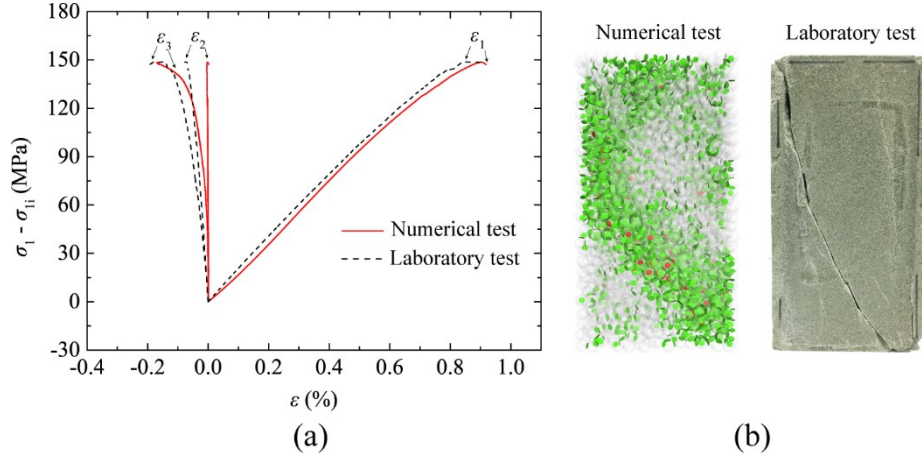 Numerical test
Laboratory test
180
150
120
90
60
30
0
-30
σ1 - σ1i (MPa)
ε3
ε2
ε1
Numerical test
Laboratory test
-0.4
-0.2
0.0
0.2
0.4
0.6
0.8
1.0
ε (%)
(a)
(b)